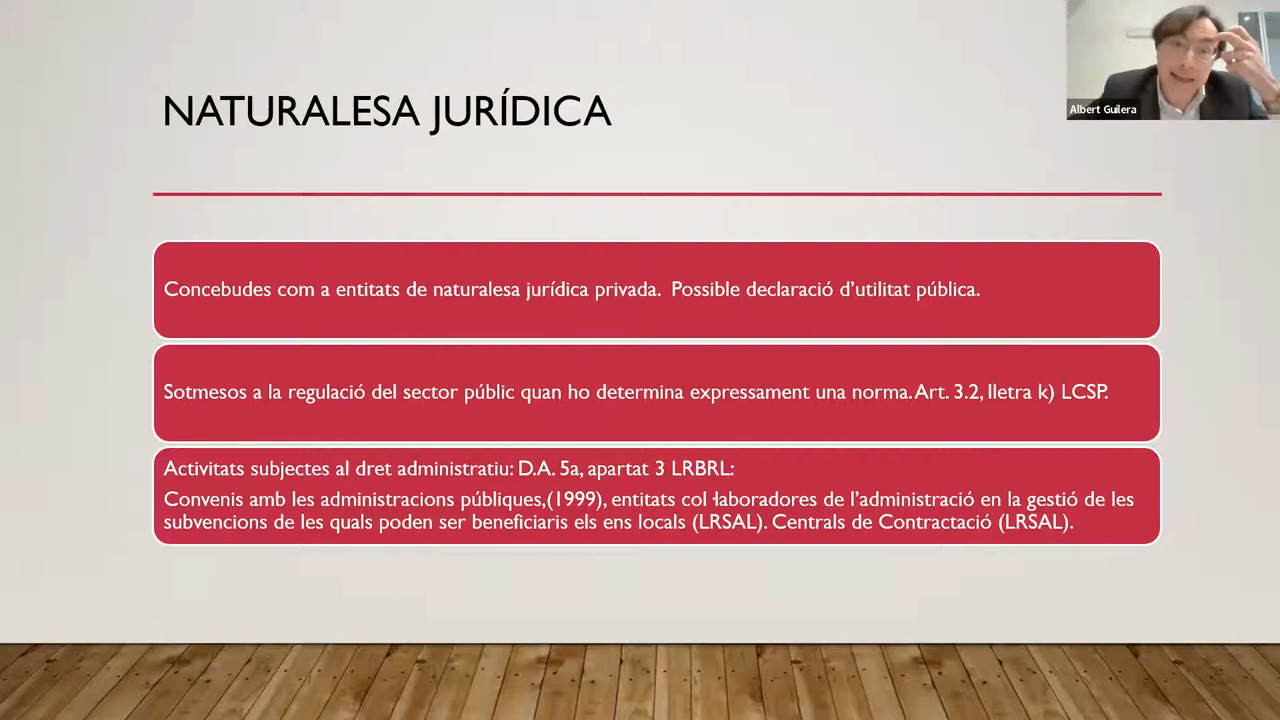 Albert Guilera
NATURALESA JURÍDICA
Concebudes com a entitats de naturalesa jurídica privada.  Possible declaració d’utilitat pública.
Sotmesos a la regulació del sector públic quan ho determina expressament una norma. Art. 3.2, lletra k) LCSP.
Activitats subjectes al dret administratiu: D.A. 5a, apartat 3 LRBRL:
Convenis amb les administracions públiques,(1999), entitats col·laboradores de l’administració en la gestió de les
subvencions de les quals poden ser beneficiaris els ens locals (LRSAL). Centrals de Contractació (LRSAL).